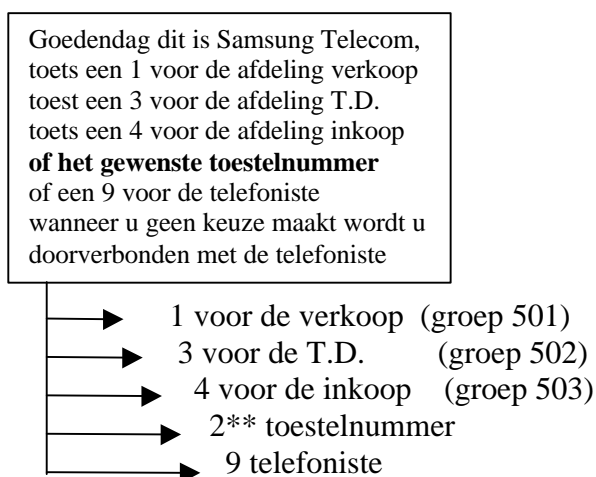 Goedendag dit is Samsung Telecom,
toets een 1 voor de afdeling verkoop
toest een 3 voor de afdeling T.D.
toets een 4 voor de afdeling inkoop
of het gewenste toestelnummer
of een 9 voor de telefoniste
wanneer u geen keuze maakt wordt u
doorverbonden met de telefoniste
1 voor de verkoop (groep 501)
3 voor de T.D. (groep 502)
4 voor de inkoop (groep 503)
2** toestelnummer
9 telefoniste